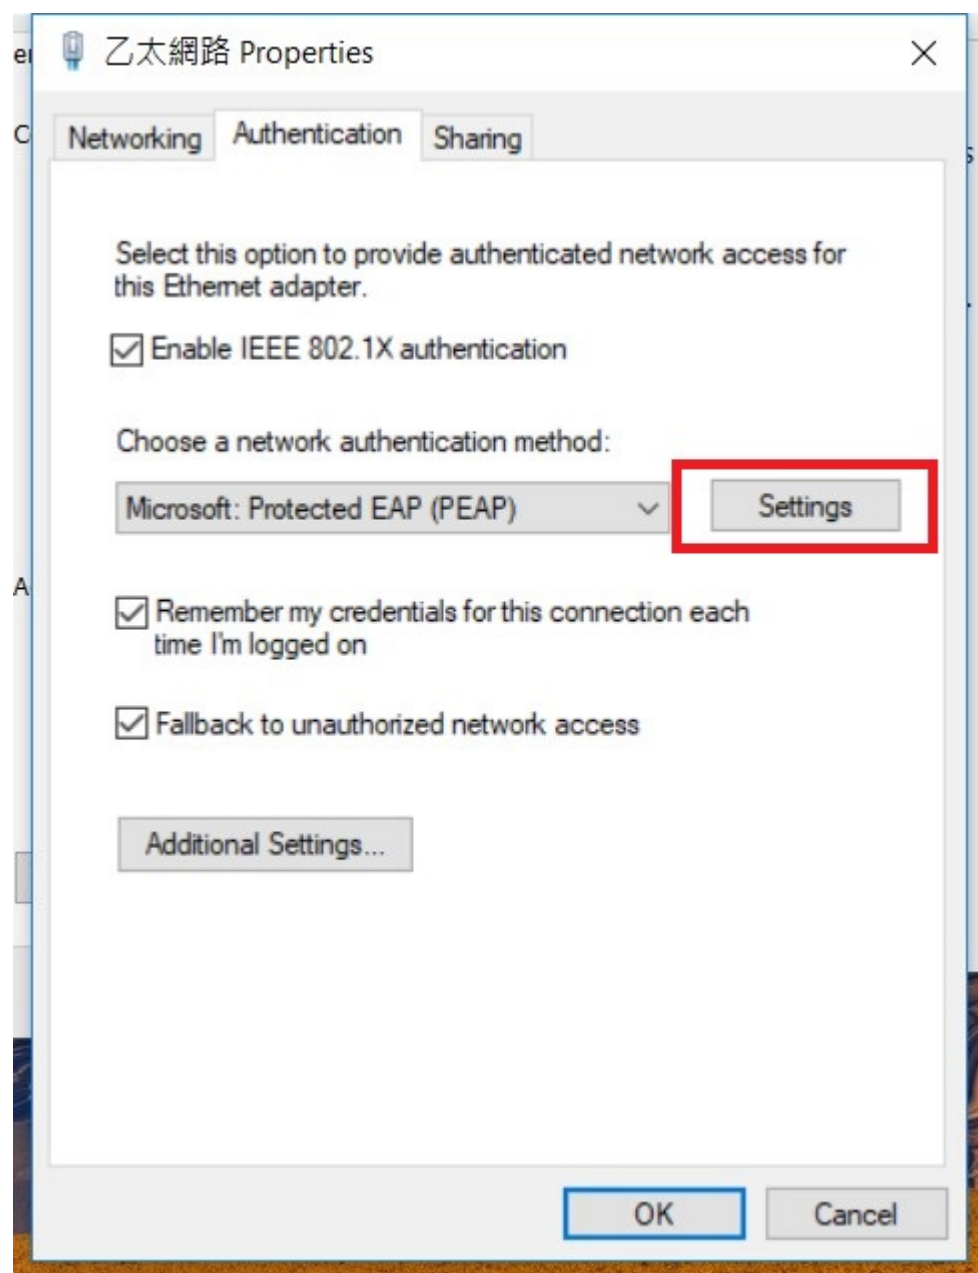 乙太網路 Properties
Networking
Authentication
Sharing
Select this option to provide authenticated network access for
this Ethernet adapter.
Enable IEEE 802.1X authentication
Choose a network authentication method:
Microsoft: Protected EAP (PEAP)
Settings
Remember my credentials for this connection each
time I'm logged on
Fallback to unauthorized network access
Additional Settings...
OK
Cancel